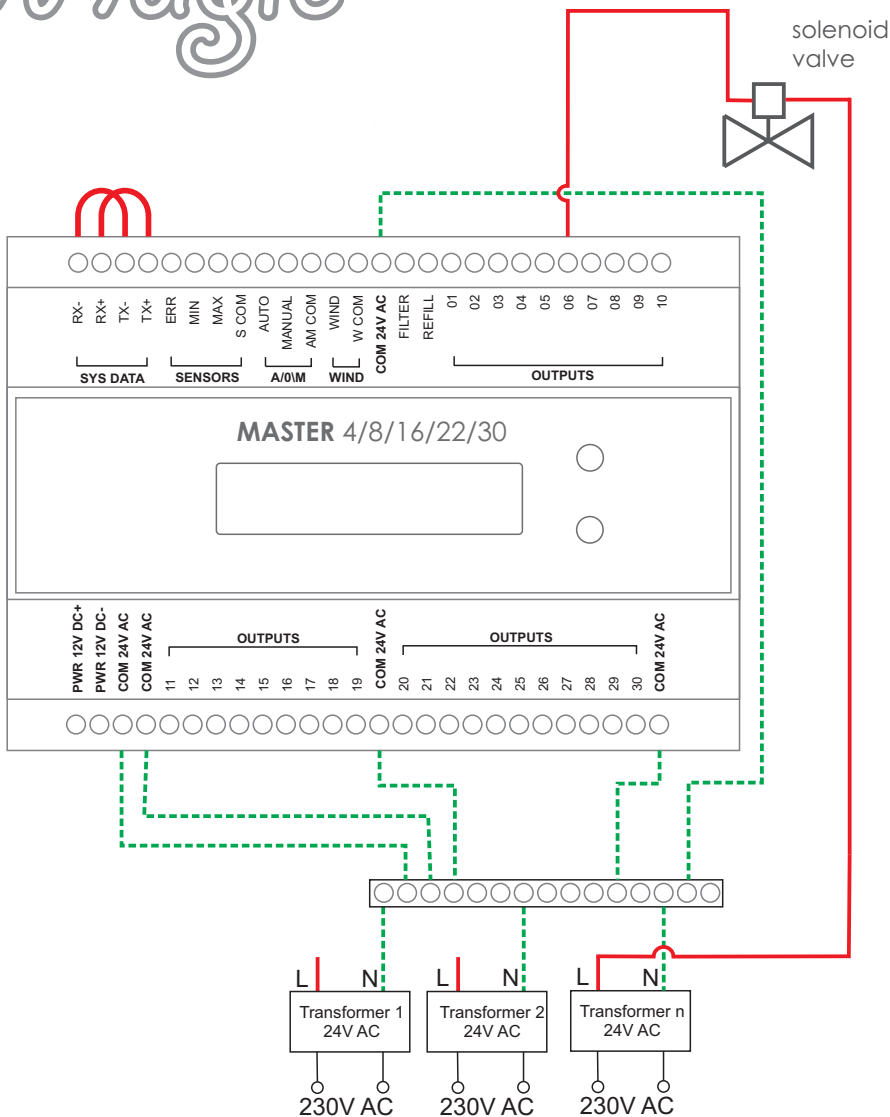 solenoid
valve
RX- RX+ TX- TX+ ERR MIN MAX S COM AUTO MANUAL AM COM WIND W COM COM 24V AC FILTER REFILL 01 02 03 04 05 06 07 08 09 10
SYS DATA SENSORS A/0\M WIND OUTPUTS
MASTER 4/8/16/22/30
PWR 12V DC+ PWR 12V DC- COM 24V AC COM 24V AC 11 12 13 14 15 16 17 18 19 COM 24V AC 20 21 22 23 24 25 26 27 28 29 30 COM 24V AC
OUTPUTS OUTPUTS
L N L N L N
Transformer 1 Transformer 2 Transformer n
24V AC 24V AC 24V AC
230V AC 230V AC 230V AC